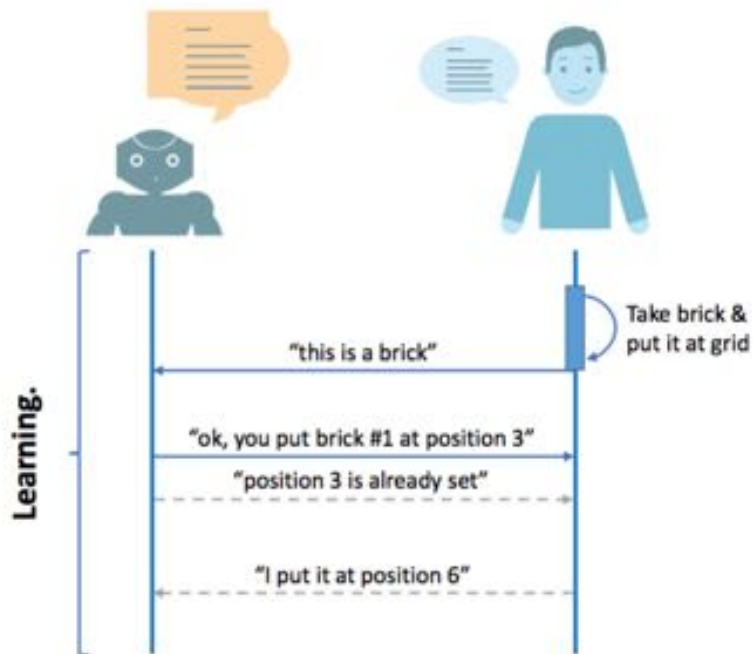 Take brick &
put it at grid
“this is a brick”
“ok, you put brick #1 at position 3”
“position 3 is already set”
“I put it at position 6”
Learning.